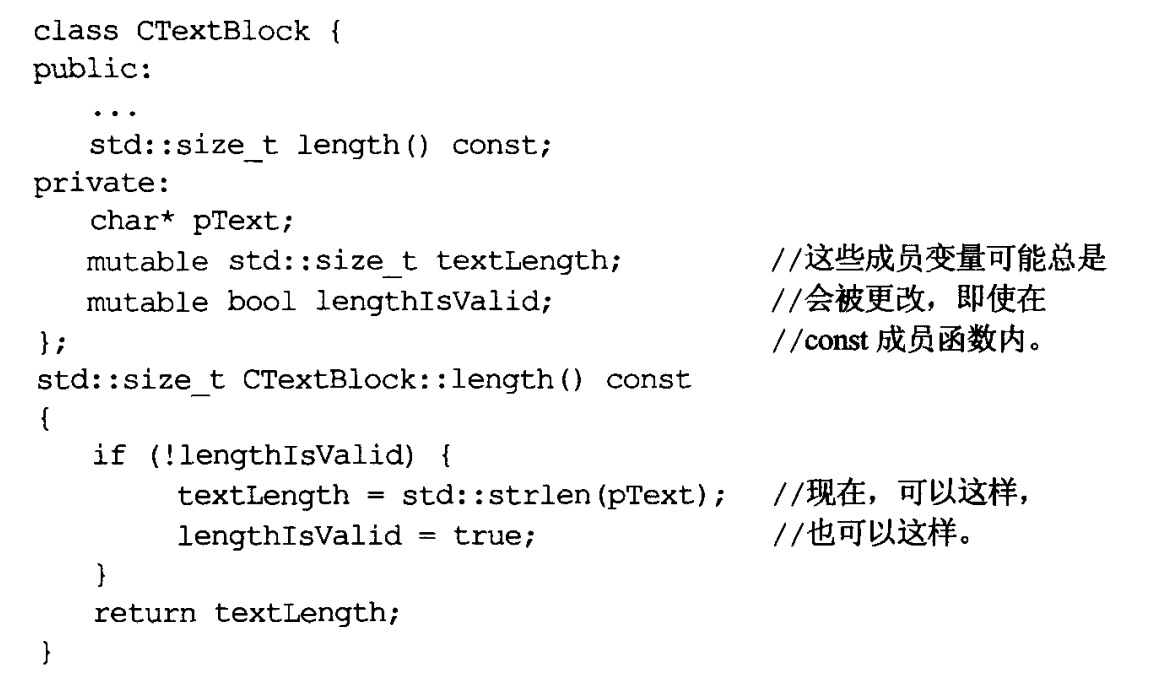 class CTextBlock {
public:
...
std::size_t length() const;
private:
char* pText;
mutable std::size_t textLength; //这些成员变量可能总是
mutable bool lengthIsValid; //会被更改，即使在
}; //const 成员函数内。
std::size_t CTextBlock::length() const
{
if (!lengthIsValid) {
textLength = std::strlen(pText); //现在，可以这样，
lengthIsValid = true; //也可以这样。
}
return textLength;
}